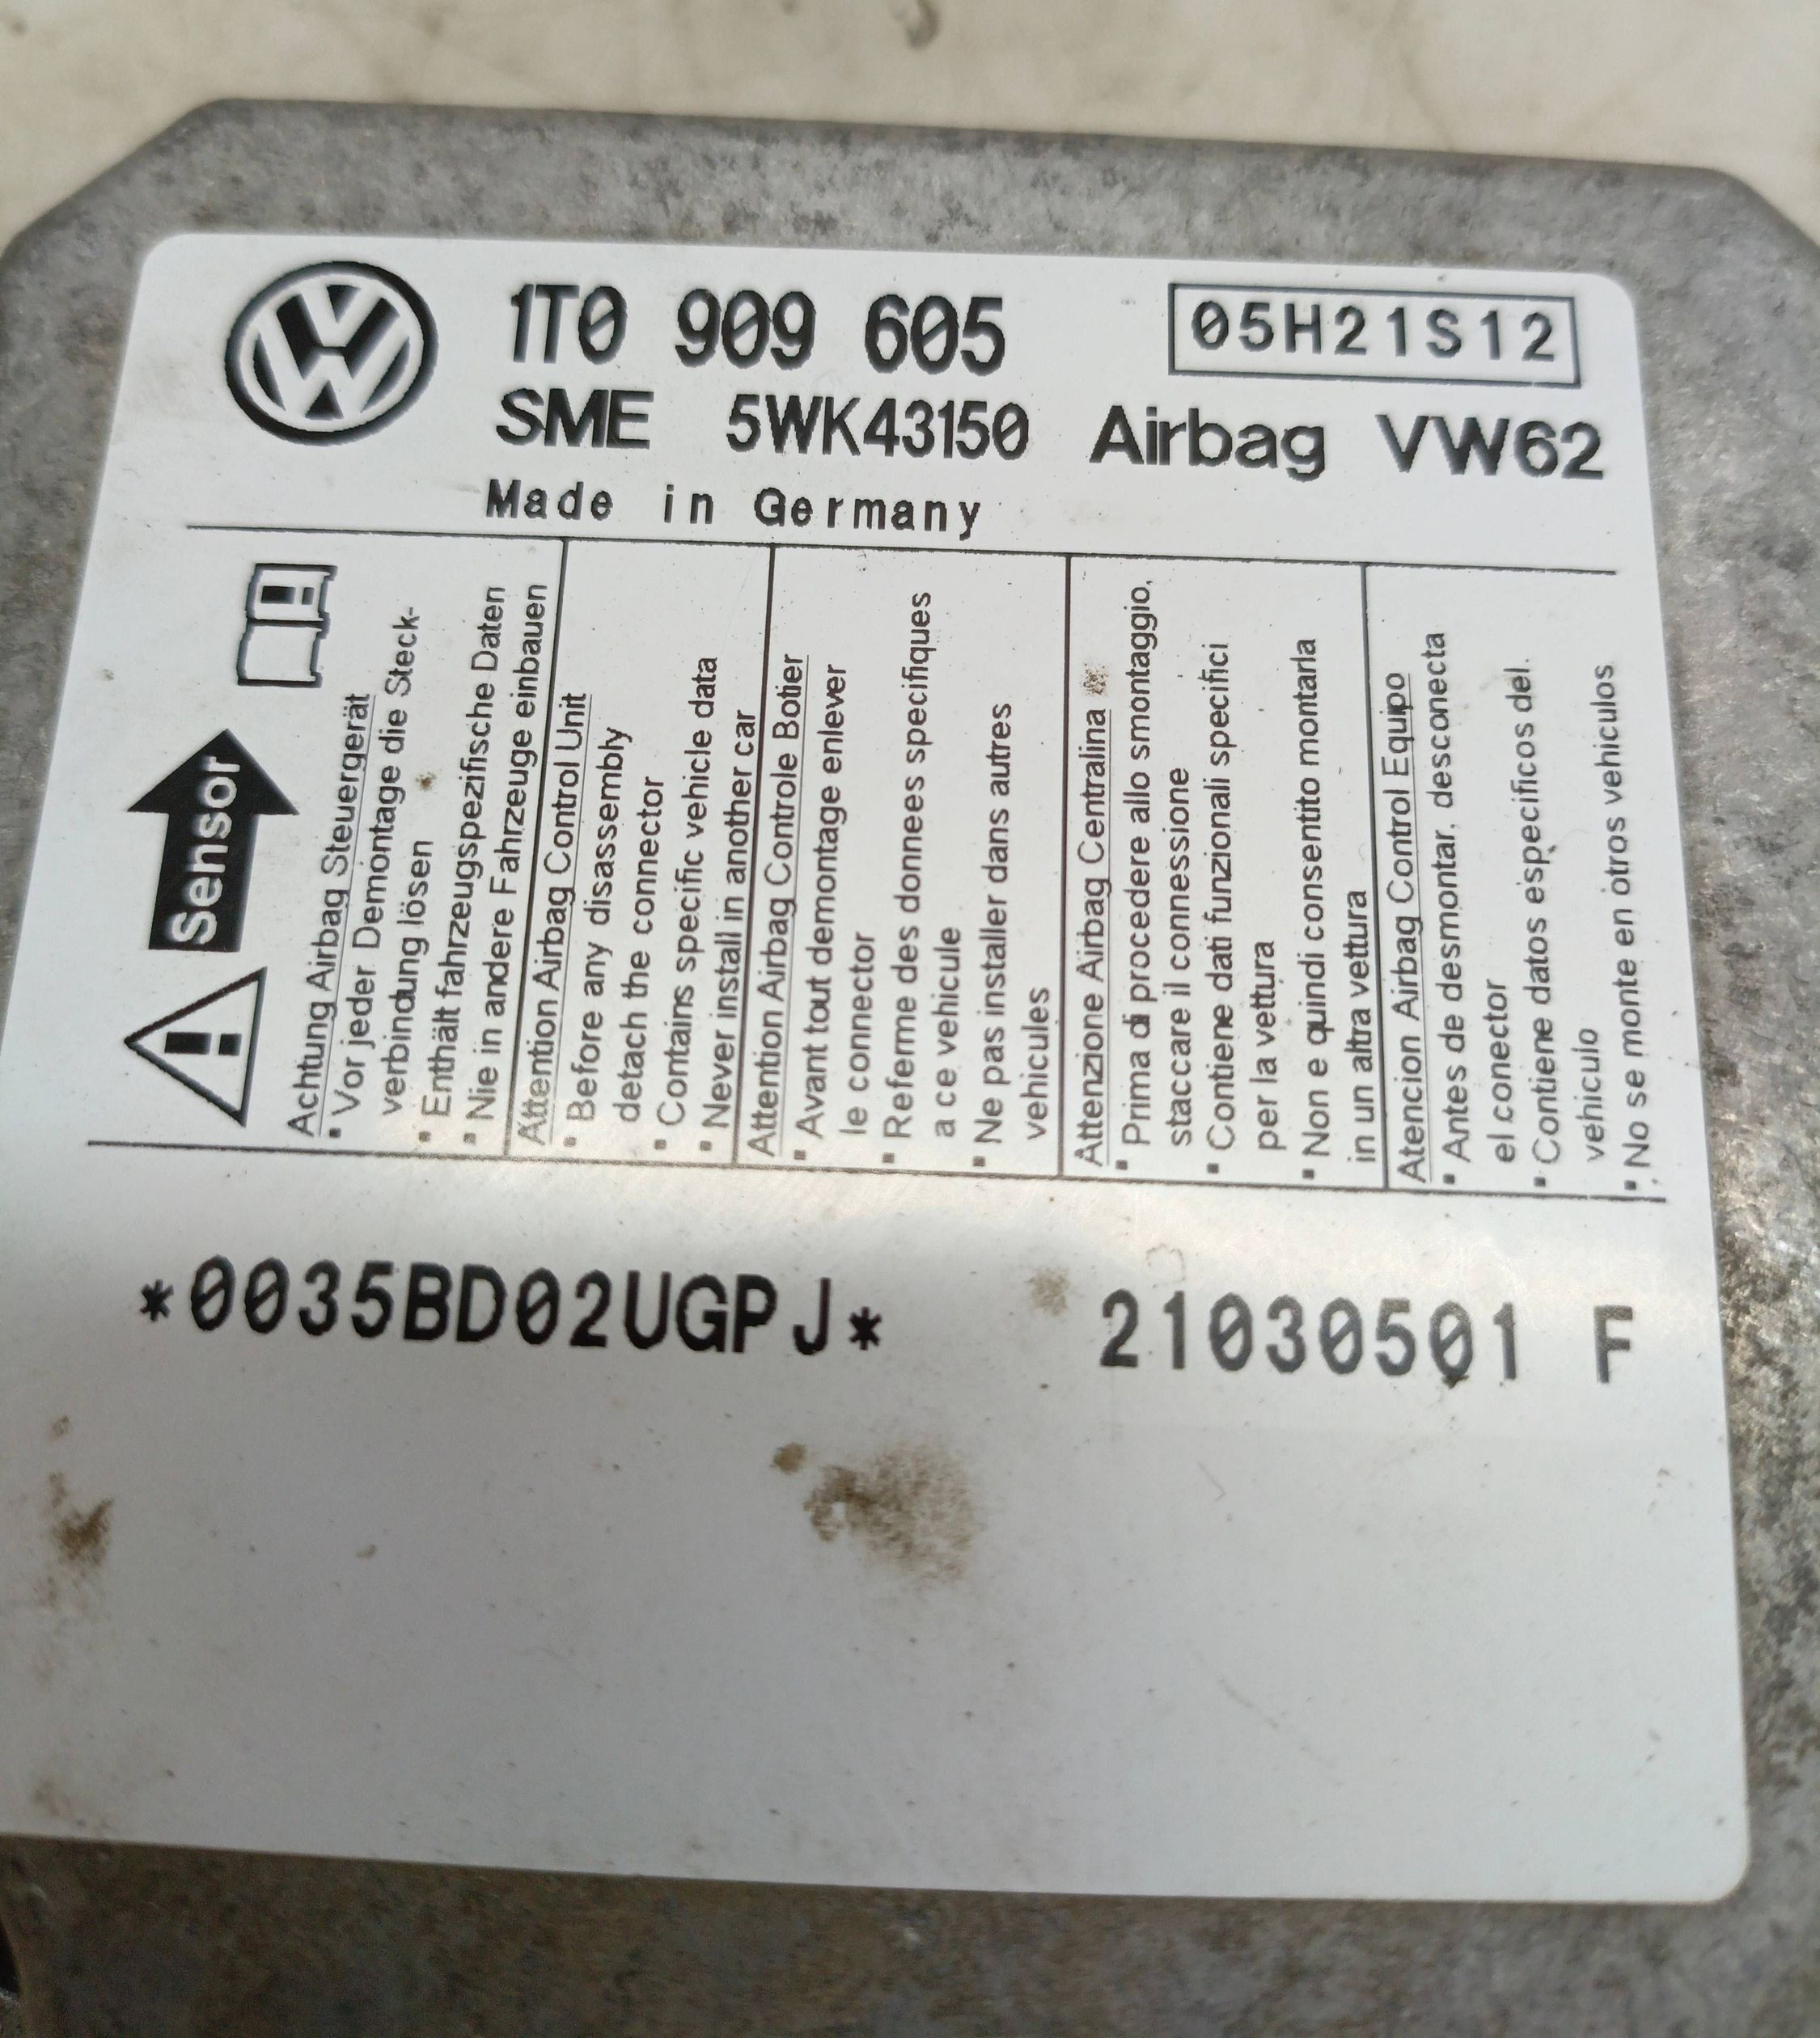 1T0 909 605 05H21S12
SME 5WK43150 Airbag VW62
Made in Germany
Sensor
Achtung Airbag Steuergerät
▪ Vor jeder Demontage die Steck-
verbindung lösen
▪ Enthält fahrzeugspezifische Daten
▪ Nie in andere Fahrzeuge einbauen
Attention Airbag Control Unit
▪ Before any disassembly
detach the connector
▪ Contains specific vehicle data
▪ Never install in another car
Attention Airbag Controle Botier
▪ Avant tout demontage enlever
le connector
▪ Referme des donnees specifiques
a ce vehicule
▪ Ne pas installer dans autres
vehicules
Attenzione Airbag Centralina
▪ Prima di procedere allo smontaggio,
staccare il connessione
▪ Contiene dati funzionali specifici
per la vettura
▪ Non e quindi consentito montarla
in un altra vettura
Atencion Airbag Control Equipo
▪ Antes de desmontar, desconecta
el conector
▪ Contiene datos especificos del.
vehiculo
▪ No se monte en otros vehiculos
*0035BD02UGPJ* 21030501 F